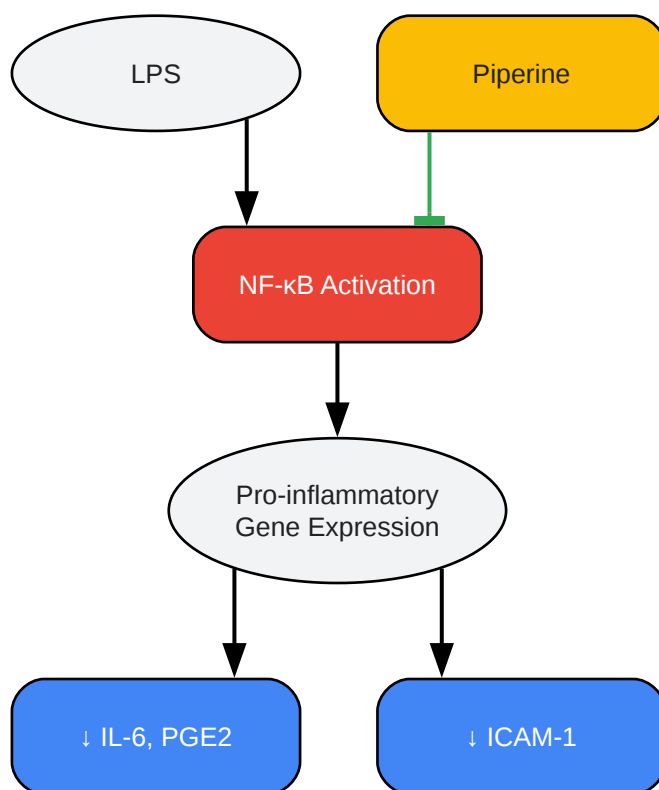 LPS
Piperine
NF-κB Activation
Pro-inflammatory
Gene Expression
↓ IL-6, PGE2
↓ ICAM-1